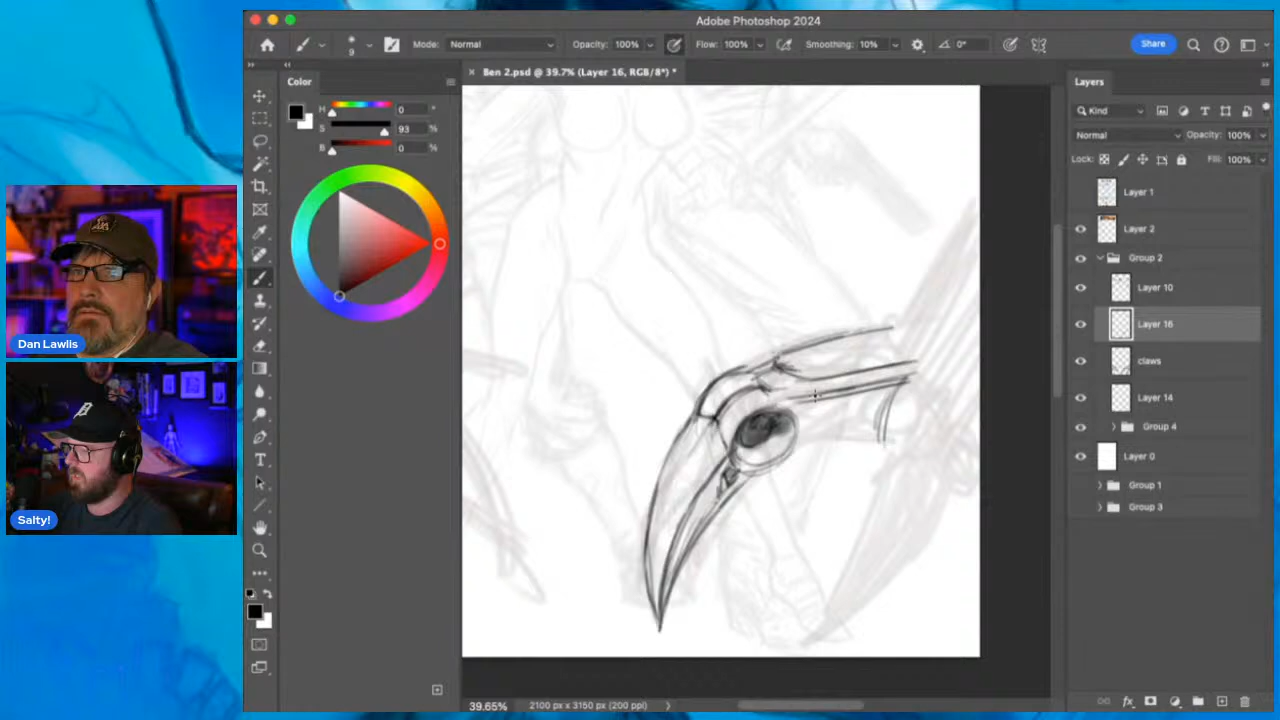 Adobe Photoshop 2024
9 Mode: Normal Opacity: 100% Flow: 100% Smoothing: 10% 0° Share
Color
Ben 2.psd @ 39.7% (Layer 16, RGB/8*) *
Layers
H 0 °
S 93 %
B 0 %
Kind
Normal Opacity: 100%
Lock: Fill: 100%
Layer 1
Layer 2
Group 2
Layer 10
Layer 16
claws
Layer 14
Group 4
Layer 0
Group 1
Group 3
Dan Lawlis
Salty!
39.65% 2100 px x 3150 px (200 ppi)